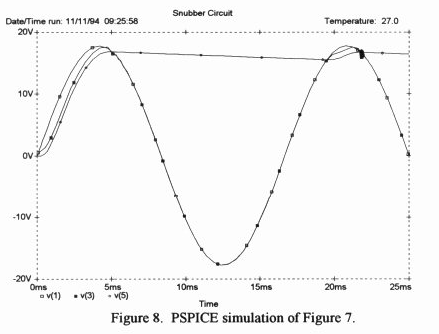 Snubber Circuit
Date/Time run: 11/11/94 09:25:58
Temperature: 27.0
20V
10V
0V
-10V
-20V
0ms 5ms 10ms 15ms 20ms 25ms
v(1) v(3) v(5)
Time
Figure 8. PSPICE simulation of Figure 7.